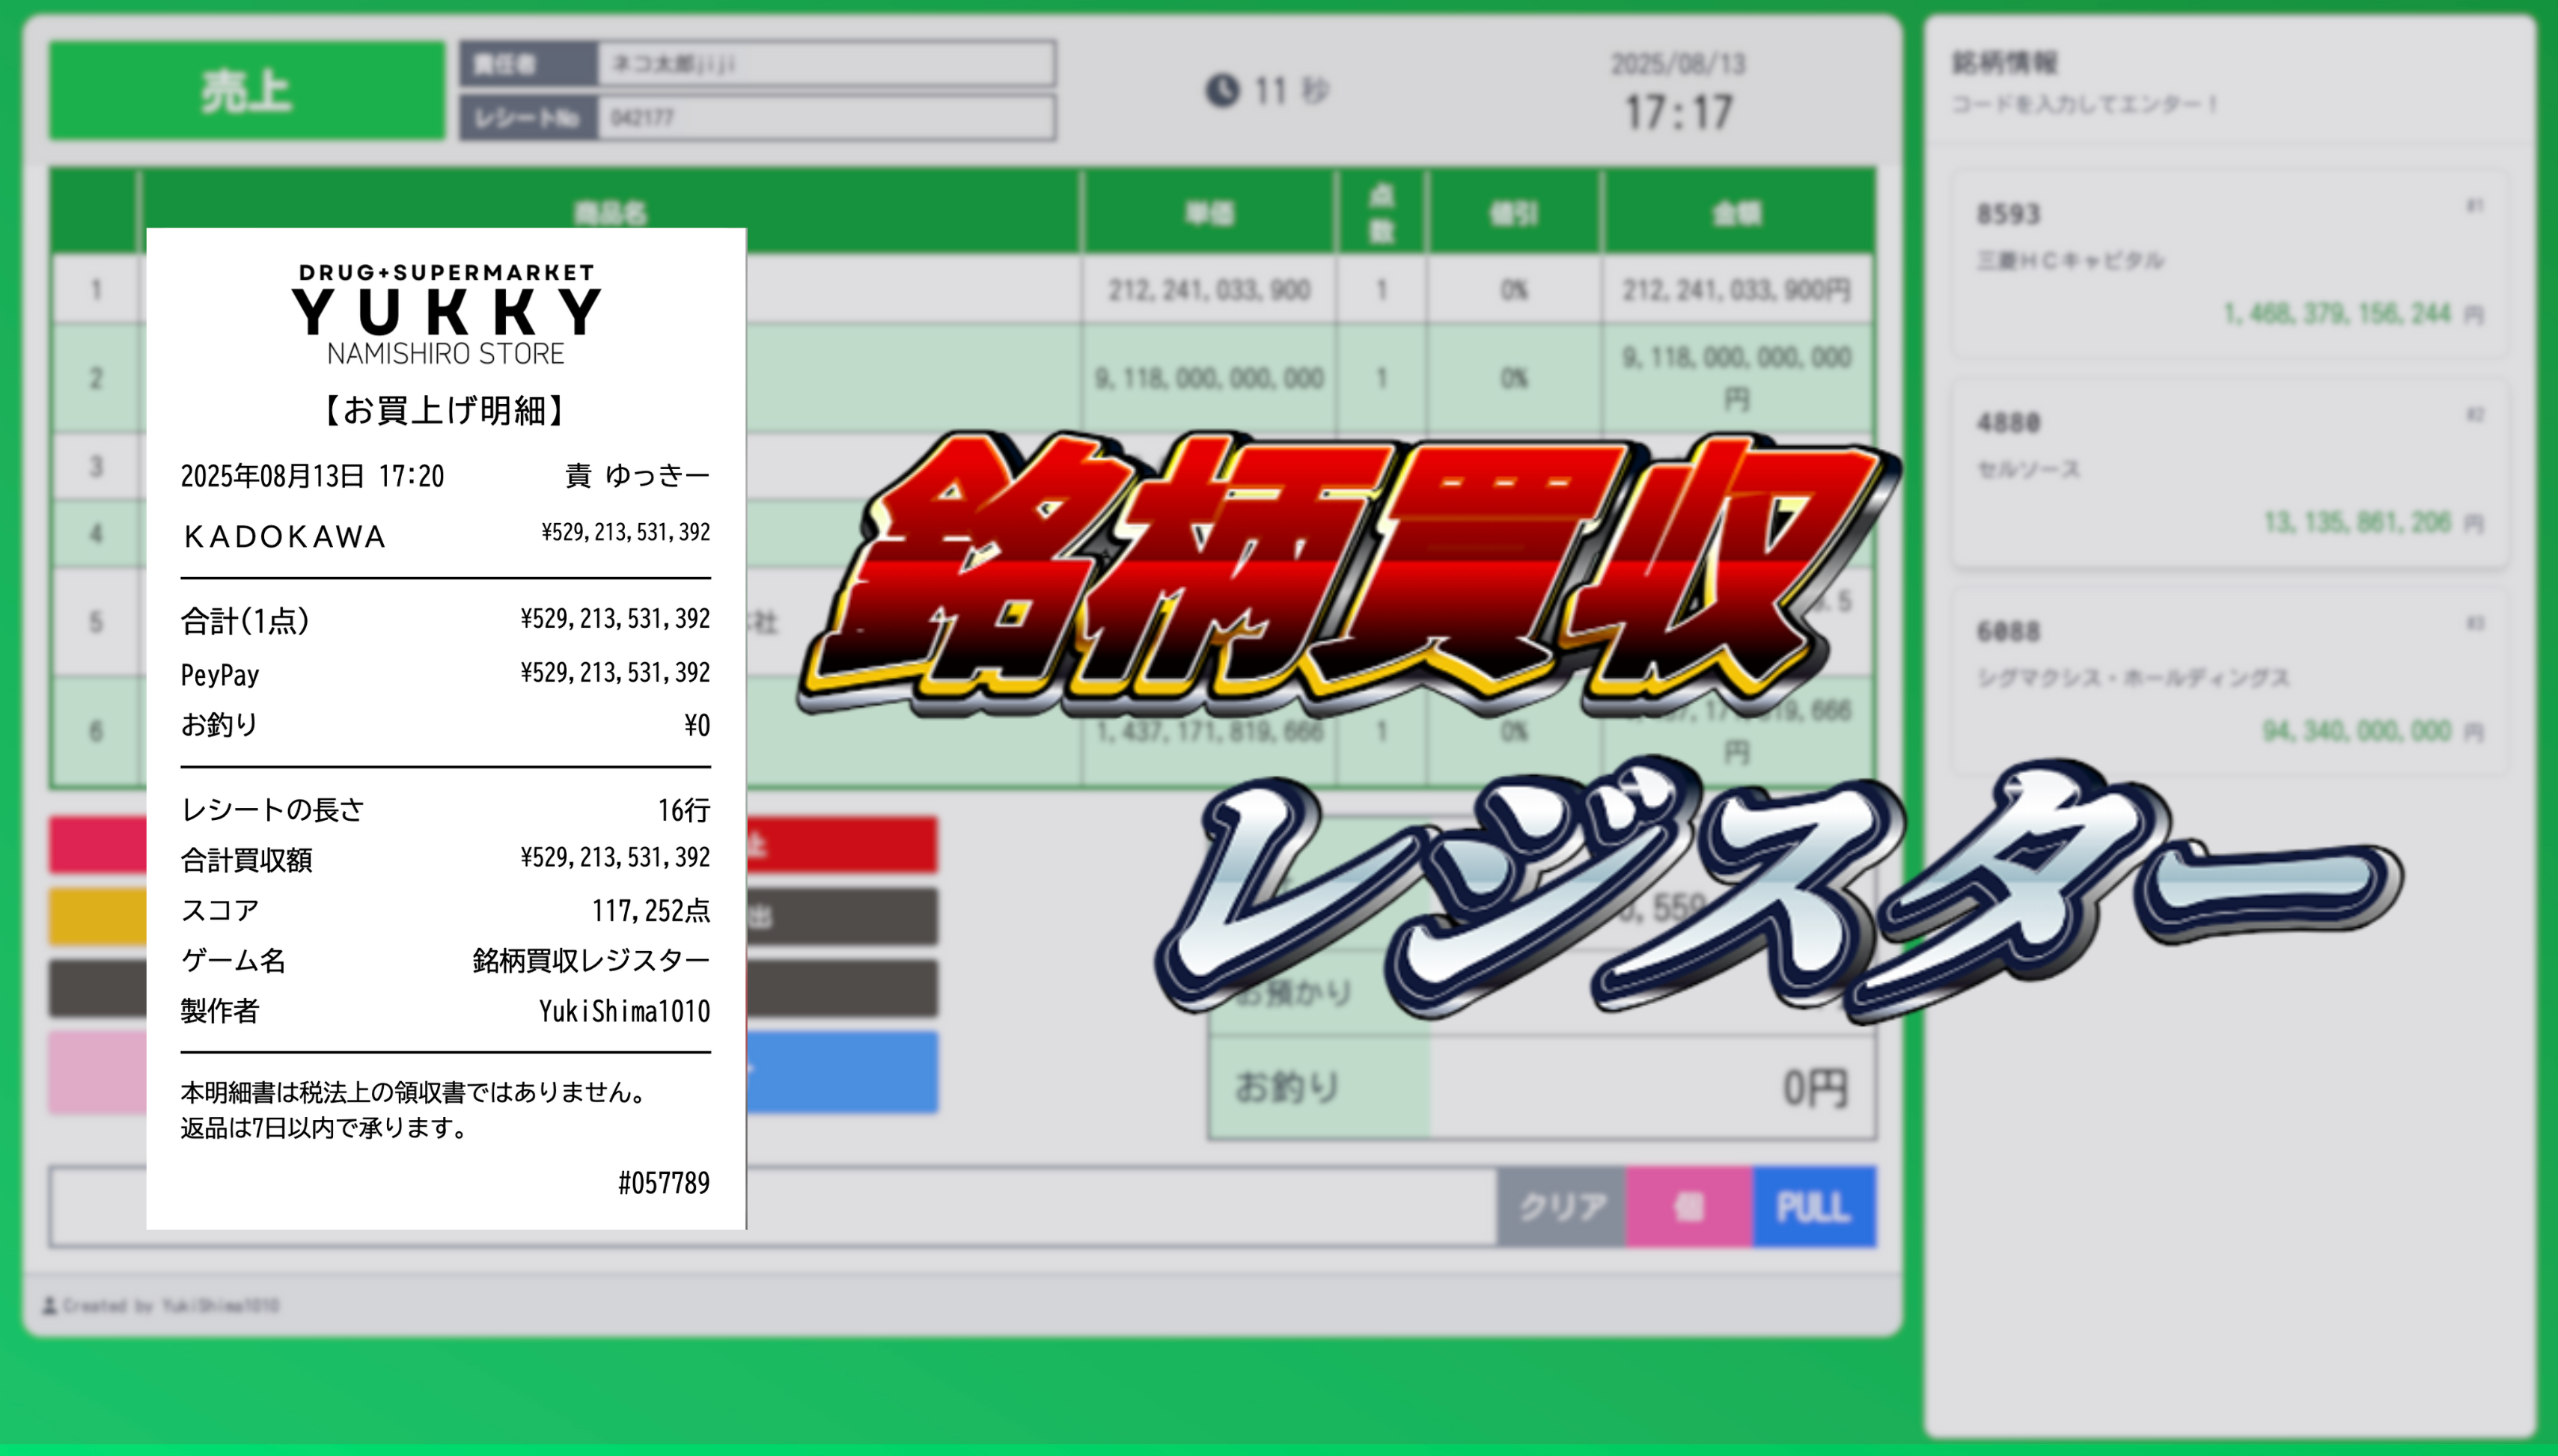 売上
責任者 ネコ太郎jiji
レシートNo 042177
11 秒
2025/08/13
17:17
商品名 単価 点数 値引 金額
1 212,241,033,900 1 0% 212,241,033,900円
2 9,118,000,000,000 1 0% 9,118,000,000,000円
3
4
5 社 .5
6 1,437,171,819,666 1 0% 819,666円
DRUG+SUPERMARKET
YUKKY
NAMISHIRO STORE
【お買上げ明細】
2025年08月13日 17:20 責 ゆっきー
ＫＡＤＯＫＡＷＡ ¥529,213,531,392
合計(1点) ¥529,213,531,392
PeyPay ¥529,213,531,392
お釣り ¥0
レシートの長さ 16行
合計買収額 ¥529,213,531,392
スコア 117,252点
ゲーム名 銘柄買収レジスター
製作者 YukiShima1010
本明細書は税法上の領収書ではありません。
返品は7日以内で承ります。
#057789
銘柄買収
レジスター
止
出
559
お預かり
お釣り 0円
クリア 個 PULL
Created by YukiShima1010
銘柄情報
コードを入力してエンター！
8593 #1
三菱ＨＣキャピタル
1,468,379,156,244 円
4880 #2
セルソース
13,135,861,206 円
6088 #3
シグマクシス・ホールディングス
94,340,000,000 円